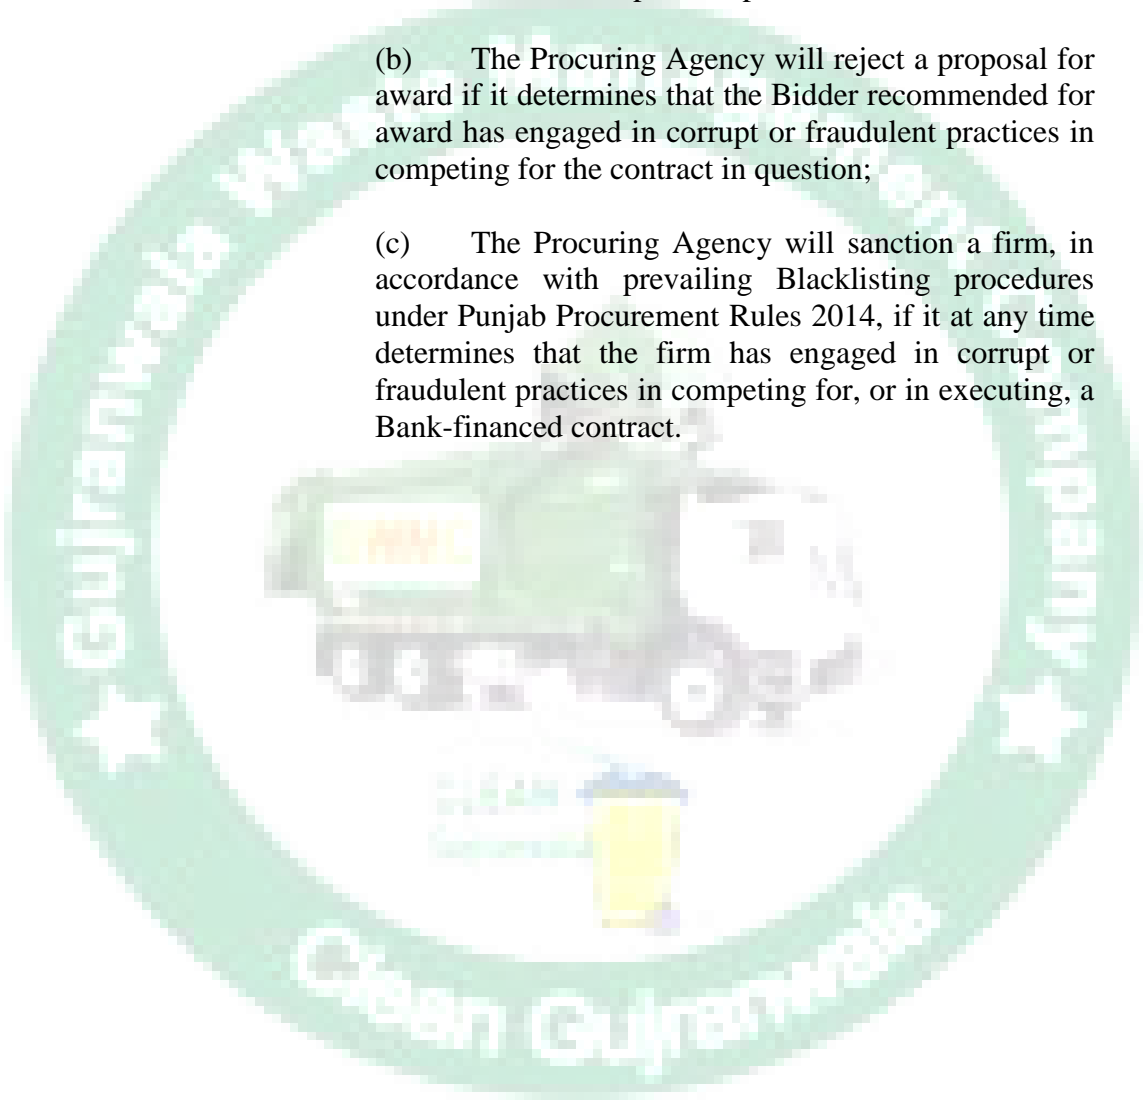 (b) The Procuring Agency will reject a proposal for
award if it determines that the Bidder recommended for
award has engaged in corrupt or fraudulent practices in
competing for the contract in question;
(c) The Procuring Agency will sanction a firm, in
accordance with prevailing Blacklisting procedures
under Punjab Procurement Rules 2014, if it at any time
determines that the firm has engaged in corrupt or
fraudulent practices in competing for, or in executing, a
Bank-financed contract.
Gujranwala Waste
Company
CLEAN
Clean Gujranwala